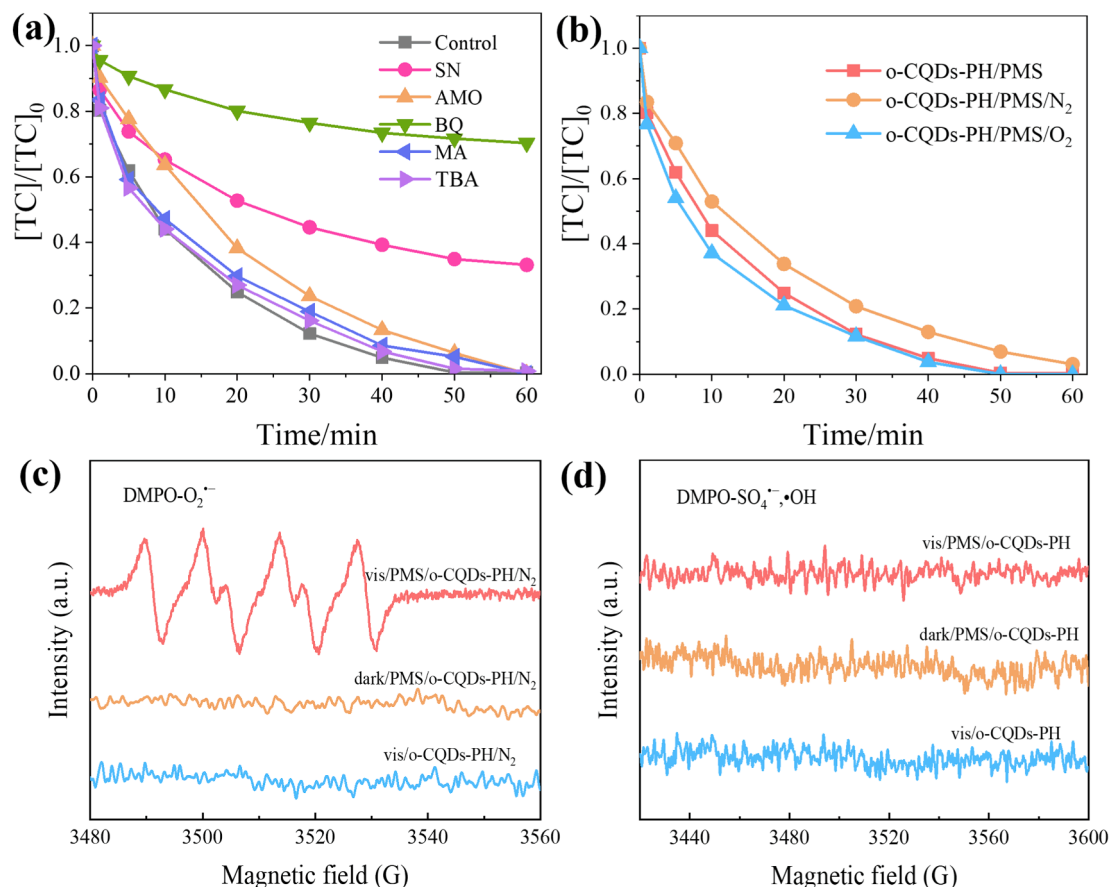 (a)
Control
SN
AMO
BQ
MA
TBA
[TC]/[TC]₀
1.0
0.8
0.6
0.4
0.2
0.0
0 10 20 30 40 50 60
Time/min
(b)
o-CQDs-PH/PMS
o-CQDs-PH/PMS/N₂
o-CQDs-PH/PMS/O₂
[TC]/[TC]₀
1.0
0.8
0.6
0.4
0.2
0.0
0 10 20 30 40 50 60
Time/min
(c)
DMPO-O₂•−
vis/PMS/o-CQDs-PH/N₂
dark/PMS/o-CQDs-PH/N₂
vis/o-CQDs-PH/N₂
Intensity (a.u.)
3480 3500 3520 3540 3560
Magnetic field (G)
(d)
DMPO-SO₄•−,•OH
vis/PMS/o-CQDs-PH
dark/PMS/o-CQDs-PH
vis/o-CQDs-PH
Intensity (a.u.)
3440 3480 3520 3560 3600
Magnetic field (G)